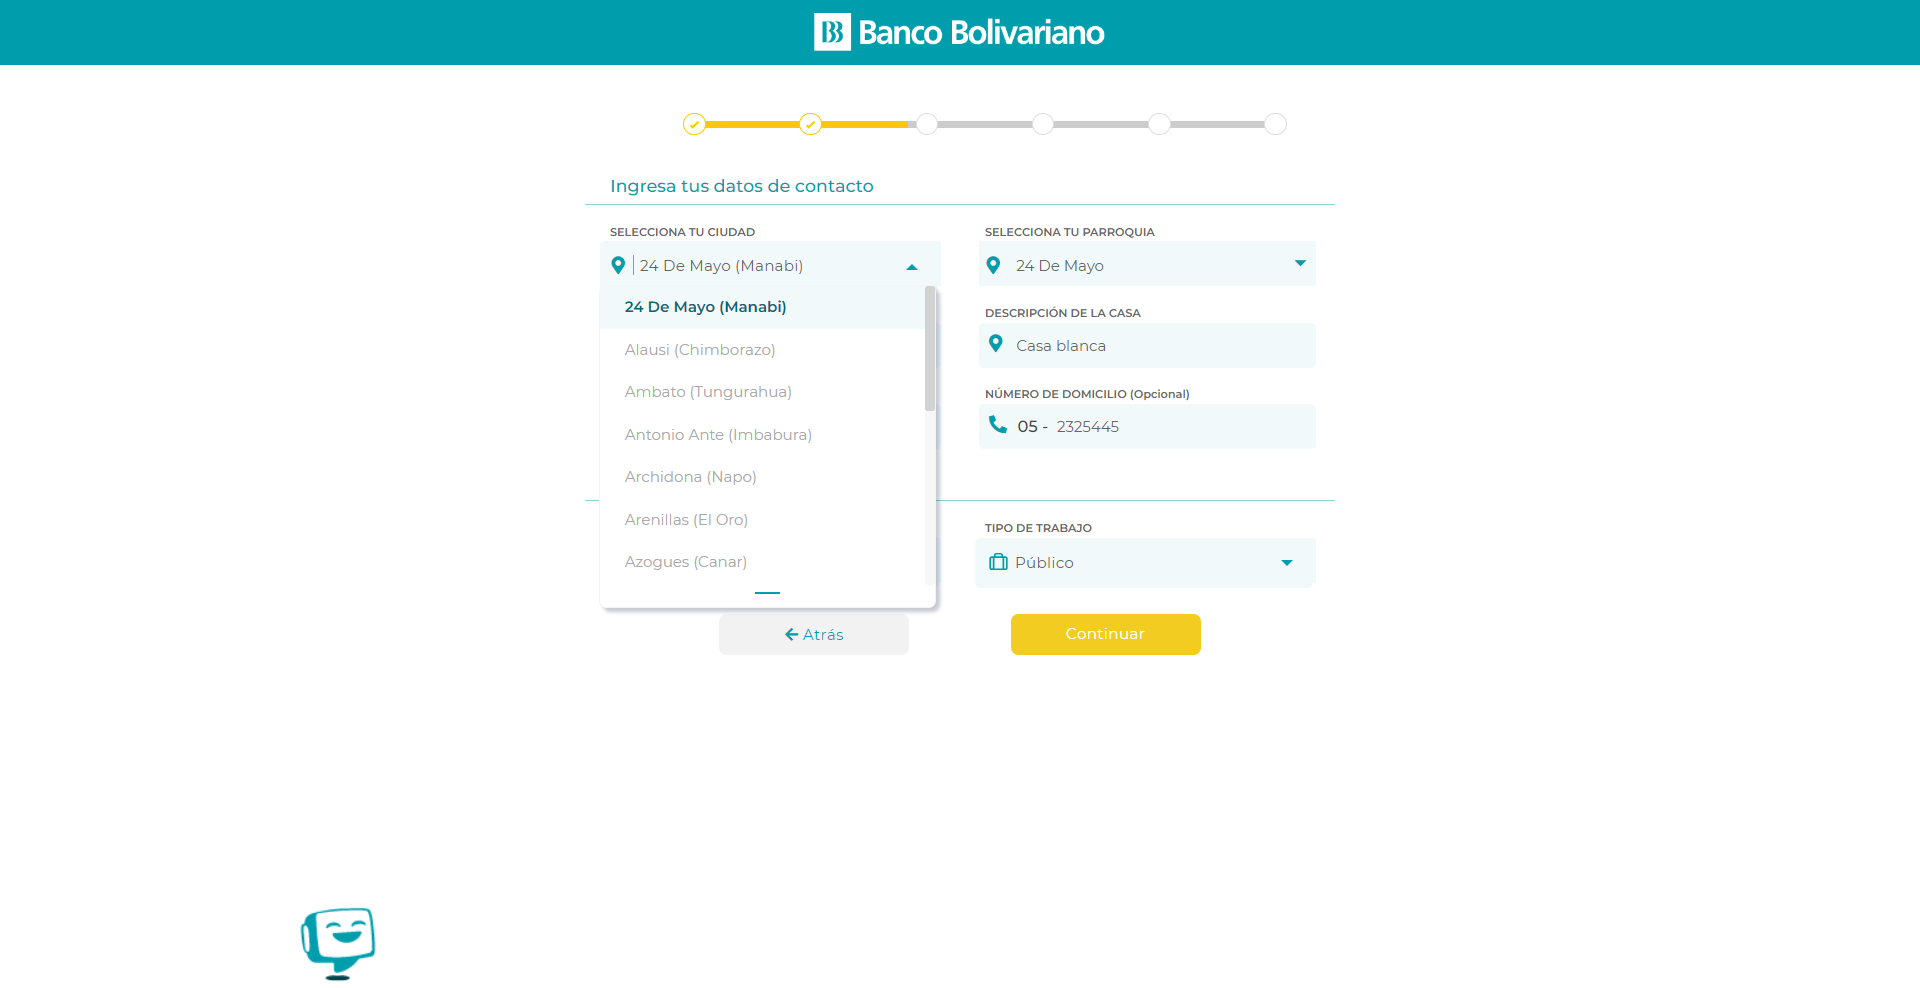 Banco Bolivariano
Ingresa tus datos de contacto
SELECCIONA TU CIUDAD
24 De Mayo (Manabi)
24 De Mayo (Manabi)
Alausi (Chimborazo)
Ambato (Tungurahua)
Antonio Ante (Imbabura)
Archidona (Napo)
Arenillas (El Oro)
Azogues (Canar)
SELECCIONA TU PARROQUIA
24 De Mayo
DESCRIPCIÓN DE LA CASA
Casa blanca
NÚMERO DE DOMICILIO (Opcional)
05 - 2325445
TIPO DE TRABAJO
Público
Atrás
Continuar